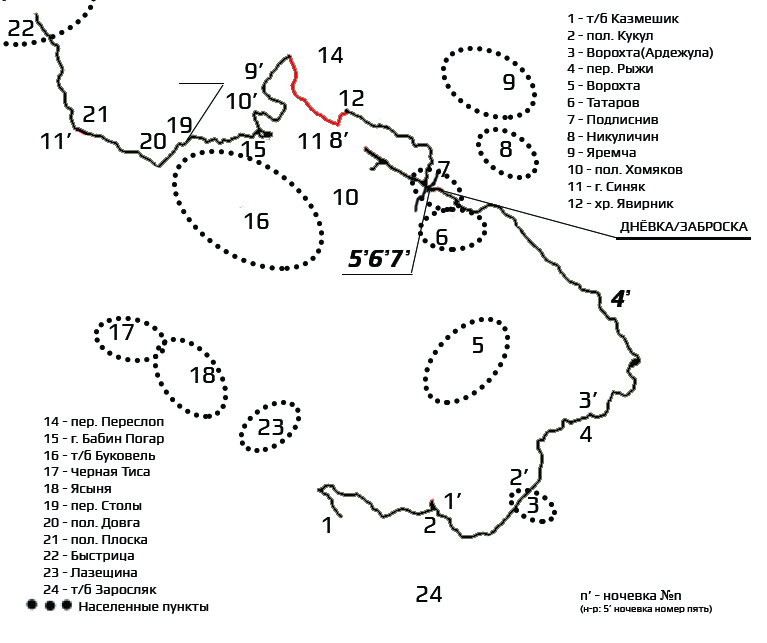 22
1 - т/б Казмешик
2 - пол. Кукул
3 - Ворохта(Ардежула)
4 - пер. Рыжи
5 - Ворохта
6 - Татаров
7 - Подлиснив
8 - Никуличин
9 - Яремча
10 - пол. Хомяков
11 - г. Синяк
12 - хр. Явирник
14
9'
9
10'
12
21
19
11'
20
15
11 8'
8
7
10
16
6
ДНЁВКА/ЗАБРОСКА
5'6'7'
4'
17
5
18
3'
23
4
14 - пер. Переслоп
15 - г. Бабин Погар
16 - т/б Буковель
17 - Черная Тиса
18 - Ясыня
19 - пер. Столы
20 - пол. Довга
21 - пол. Плоска
22 - Быстрица
23 - Лазещина
24 - т/б Заросляк
Населенные пункты
2'
1'
3
1
2
24
n' - ночевка №п
(н-р: 5' ночевка номер пять)